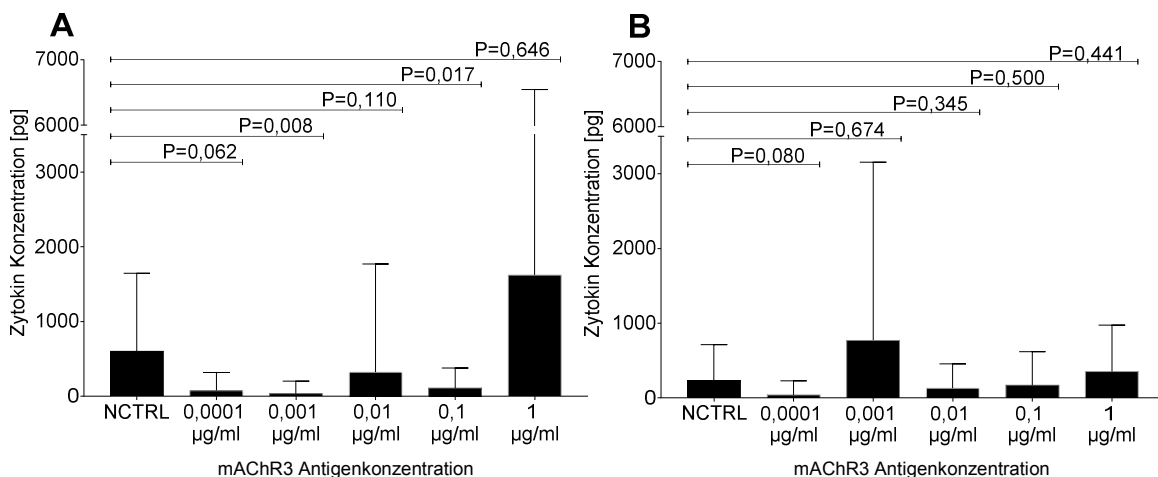 A
7000
6000
3000
2000
1000
0
Zytokin Konzentration [pg]
P=0,646
P=0,017
P=0,110
P=0,008
P=0,062
NCTRL 0,0001 0,001 0,01 0,1 1
µg/ml µg/ml µg/ml µg/ml µg/ml
mAChR3 Antigenkonzentration
B
7000
6000
3000
2000
1000
0
Zytokin Konzentration [pg]
P=0,441
P=0,500
P=0,345
P=0,674
P=0,080
NCTRL 0,0001 0,001 0,01 0,1 1
µg/ml µg/ml µg/ml µg/ml µg/ml
mAChR3 Antigenkonzentration